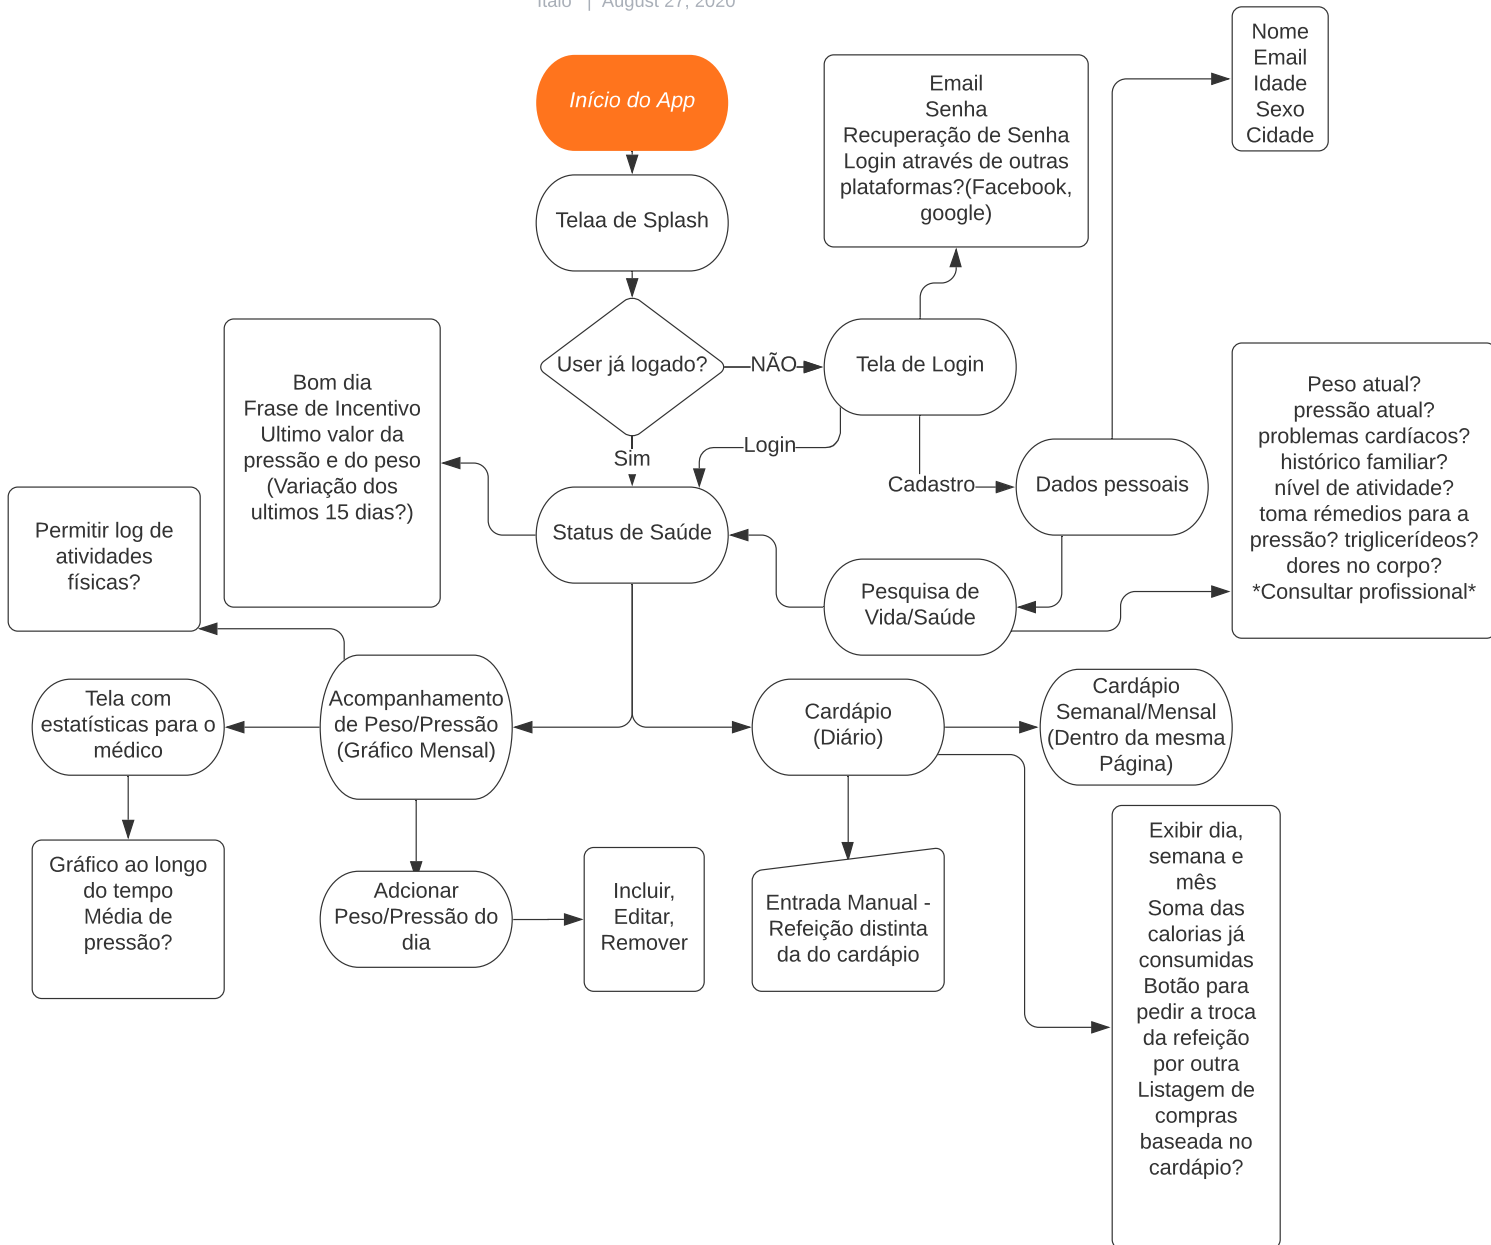 Italo | August 27, 2020
Início do App
Telaa de Splash
User já logado?
NÃO
Sim
Tela de Login
Email
Senha
Recuperação de Senha
Login através de outras
plataformas?(Facebook,
google)
Nome
Email
Idade
Sexo
Cidade
Login
Cadastro
Dados pessoais
Peso atual?
pressão atual?
problemas cardíacos?
histórico familiar?
nível de atividade?
toma rémedios para a
pressão? triglicerídeos?
dores no corpo?
*Consultar profissional*
Pesquisa de
Vida/Saúde
Status de Saúde
Bom dia
Frase de Incentivo
Ultimo valor da
pressão e do peso
(Variação dos
ultimos 15 dias?)
Permitir log de
atividades
físicas?
Acompanhamento
de Peso/Pressão
(Gráfico Mensal)
Tela com
estatísticas para o
médico
Gráfico ao longo
do tempo
Média de
pressão?
Adcionar
Peso/Pressão do
dia
Incluir,
Editar,
Remover
Cardápio
(Diário)
Cardápio
Semanal/Mensal
(Dentro da mesma
Página)
Entrada Manual -
Refeição distinta
da do cardápio
Exibir dia,
semana e
mês
Soma das
calorias já
consumidas
Botão para
pedir a troca
da refeição
por outra
Listagem de
compras
baseada no
cardápio?